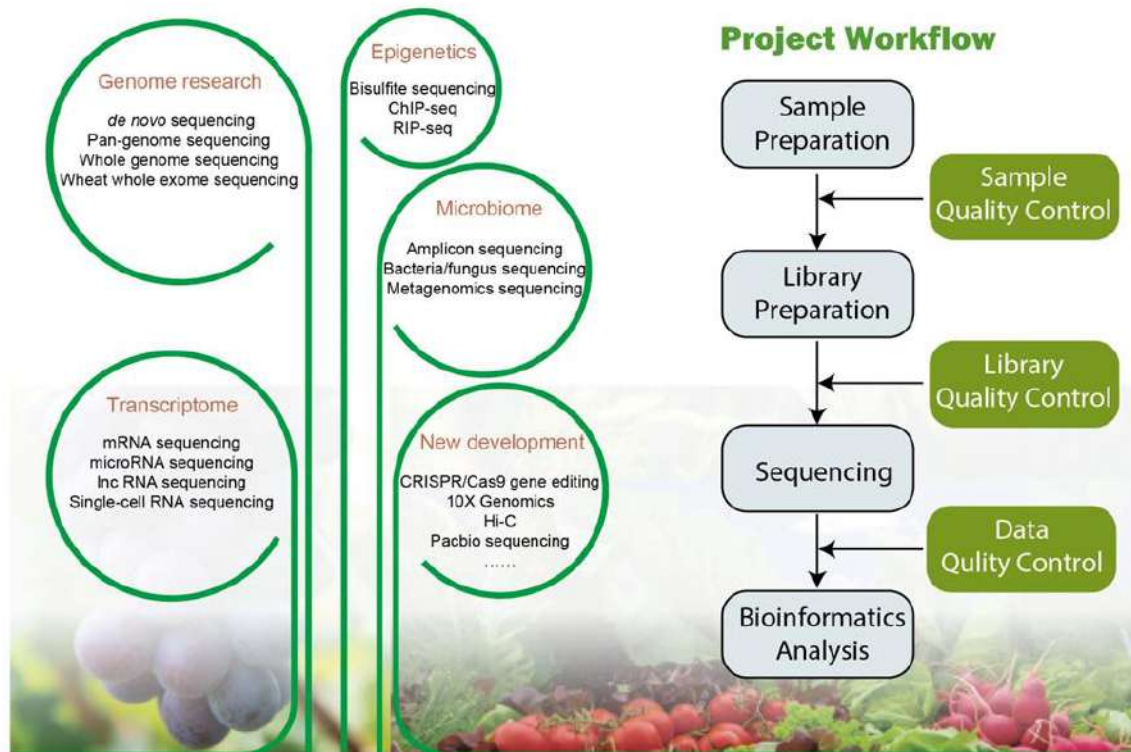 Genome research
de novo sequencing
Pan-genome sequencing
Whole genome sequencing
Wheat whole exome sequencing
Epigenetics
Bisulfite sequencing
ChIP-seq
RIP-seq
Microbiome
Amplicon sequencing
Bacteria/fungus sequencing
Metagenomics sequencing
Transcriptome
mRNA sequencing
microRNA sequencing
lnc RNA sequencing
Single-cell RNA sequencing
New development
CRISPR/Cas9 gene editing
10X Genomics
Hi-C
Pacbio sequencing
......
Project Workflow
Sample
Preparation
Sample
Quality Control
Library
Preparation
Library
Quality Control
Sequencing
Data
Qulity Control
Bioinformatics
Analysis